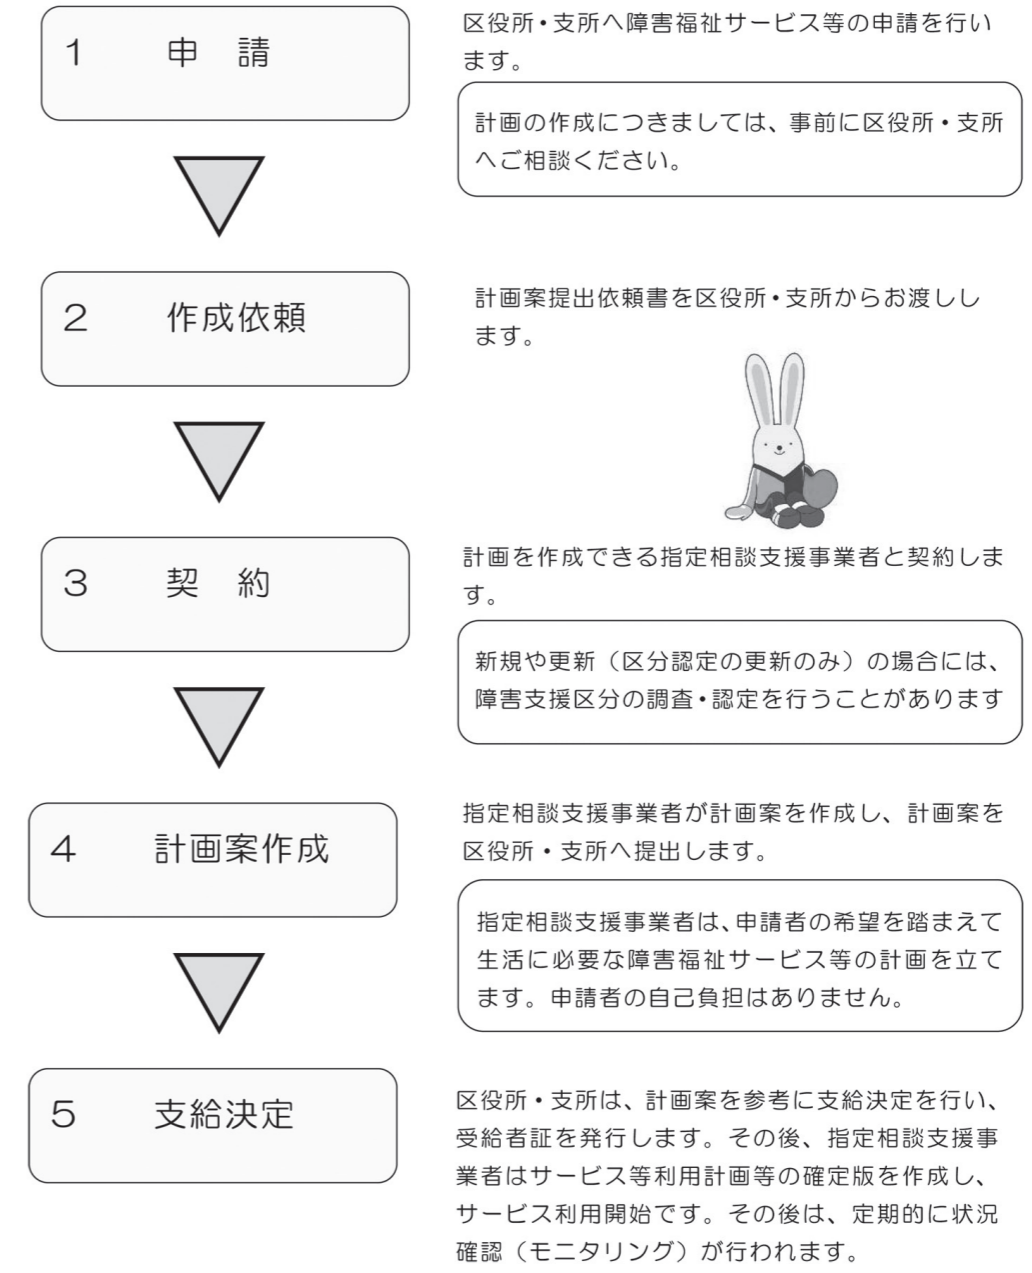 1 申 請
区役所・支所へ障害福祉サービス等の申請を行い
ます。
計画の作成につきましては、事前に区役所・支所
へご相談ください。
2 作成依頼
計画案提出依頼書を区役所・支所からお渡しし
ます。
3 契 約
計画を作成できる指定相談支援事業者と契約しま
す。
新規や更新（区分認定の更新のみ）の場合には、
障害支援区分の調査・認定を行うことがあります
4 計画案作成
指定相談支援事業者が計画案を作成し、計画案を
区役所・支所へ提出します。
指定相談支援事業者は、申請者の希望を踏まえて
生活に必要な障害福祉サービス等の計画を立て
ます。申請者の自己負担はありません。
5 支給決定
区役所・支所は、計画案を参考に支給決定を行い、
受給者証を発行します。その後、指定相談支援事
業者はサービス等利用計画等の確定版を作成し、
サービス利用開始です。その後は、定期的に状況
確認（モニタリング）が行われます。